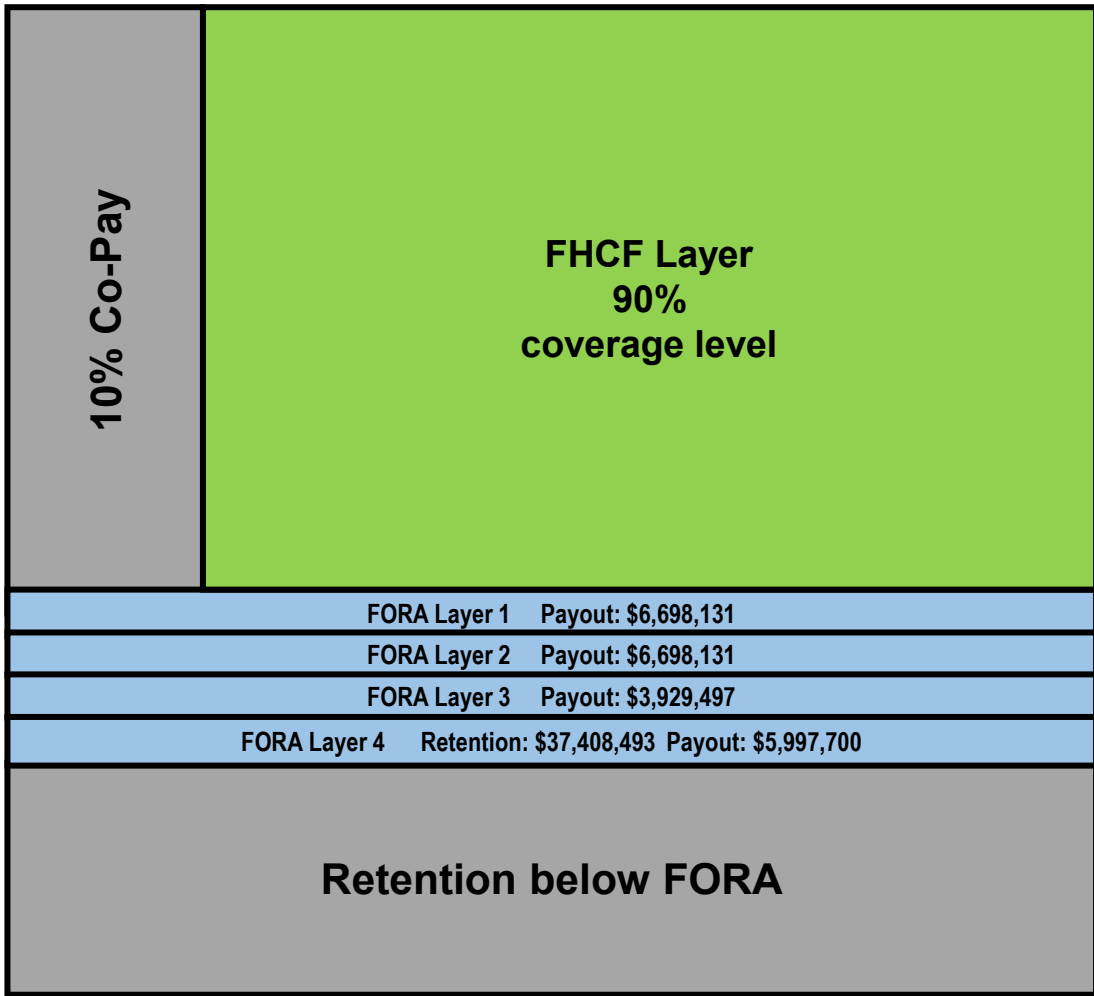 10% Co-Pay
FHCF Layer
90%
coverage level
FORA Layer 1 Payout: $6,698,131
FORA Layer 2 Payout: $6,698,131
FORA Layer 3 Payout: $3,929,497
FORA Layer 4 Retention: $37,408,493 Payout: $5,997,700
Retention below FORA